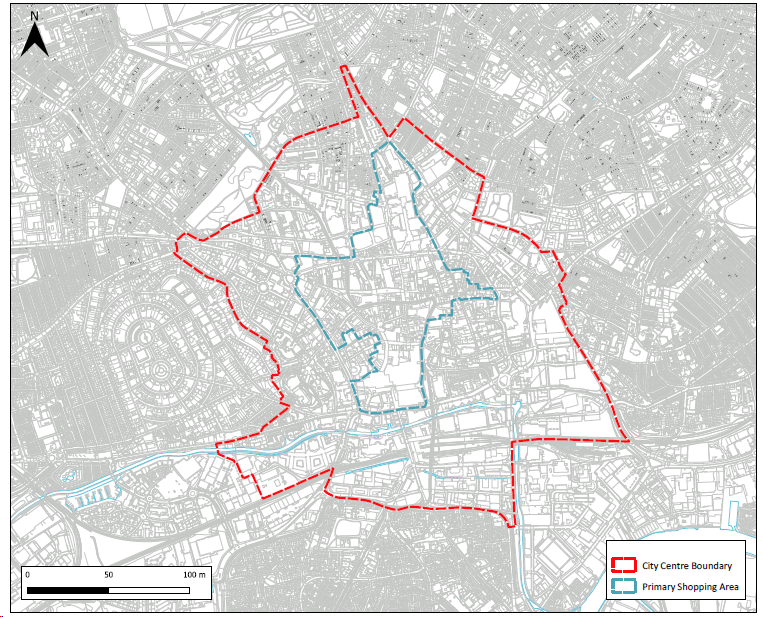 N
0 50 100 m
City Centre Boundary
Primary Shopping Area